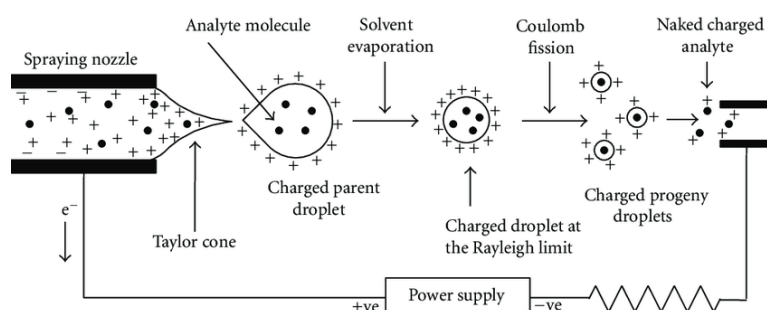 Analyte molecule
Solvent
evaporation
Coulomb
fission
Naked charged
analyte
Spraying nozzle
Charged parent
droplet
Charged progeny
droplets
Charged droplet at
the Rayleigh limit
Taylor cone
e⁻
+ve
Power supply
−ve